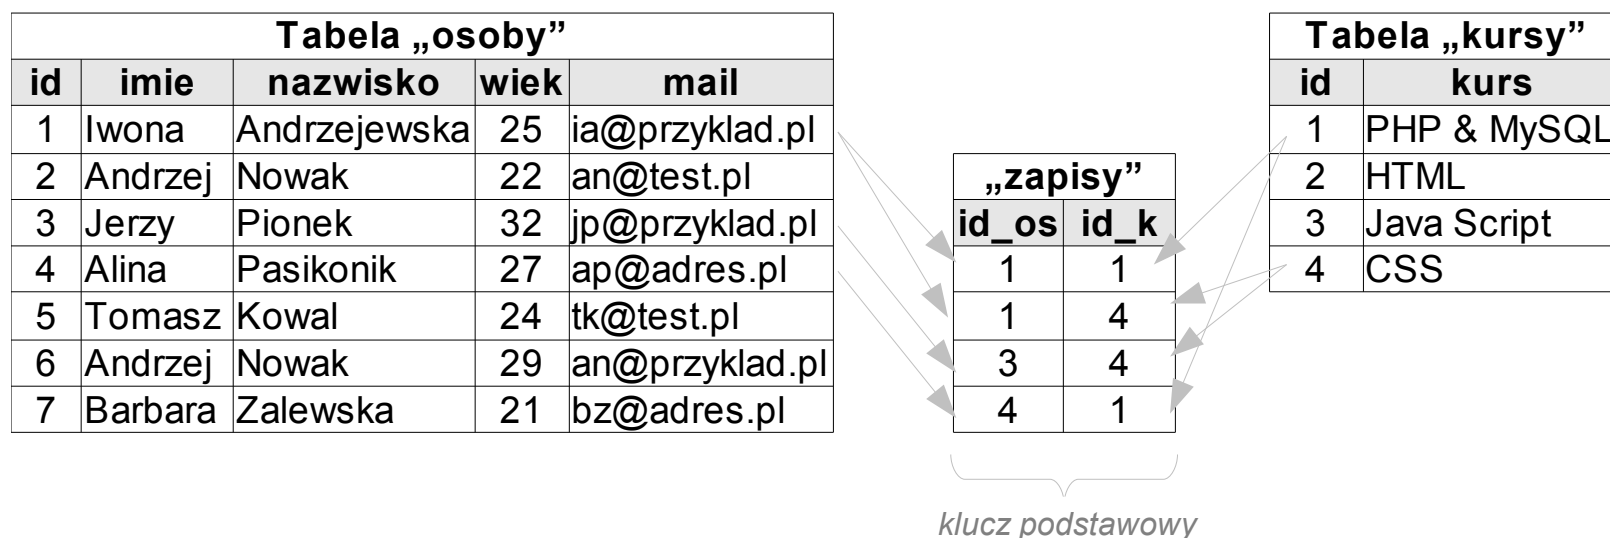 Tabela „osoby”
id imie nazwisko wiek mail
1 Iwona Andrzejewska 25 ia@przyklad.pl
2 Andrzej Nowak 22 an@test.pl
3 Jerzy Pionek 32 jp@przyklad.pl
4 Alina Pasikonik 27 ap@adres.pl
5 Tomasz Kowal 24 tk@test.pl
6 Andrzej Nowak 29 an@przyklad.pl
7 Barbara Zalewska 21 bz@adres.pl
„zapisy”
id_os id_k
1 1
1 4
3 4
4 1
klucz podstawowy
Tabela „kursy”
id kurs
1 PHP & MySQL
2 HTML
3 Java Script
4 CSS